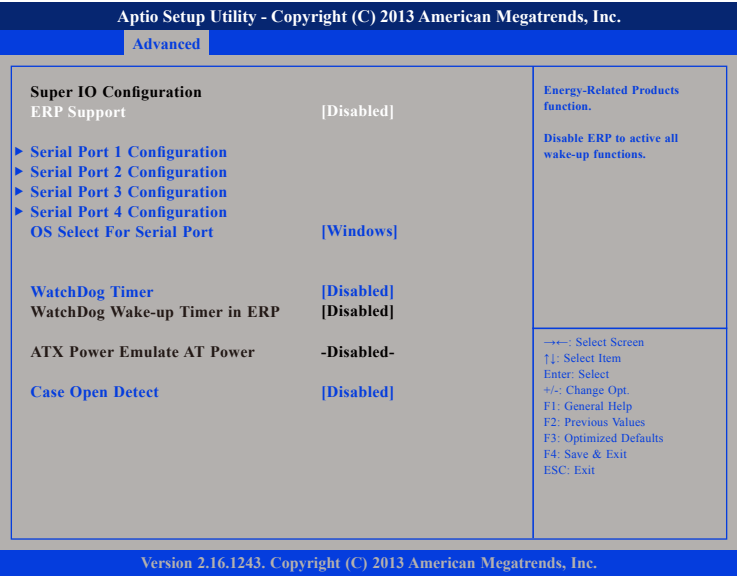 Aptio Setup Utility - Copyright (C) 2013 American Megatrends, Inc.
Advanced
Super IO Configuration
ERP Support [Disabled]
► Serial Port 1 Configuration
► Serial Port 2 Configuration
► Serial Port 3 Configuration
► Serial Port 4 Configuration
OS Select For Serial Port [Windows]
WatchDog Timer [Disabled]
WatchDog Wake-up Timer in ERP [Disabled]
ATX Power Emulate AT Power -Disabled-
Case Open Detect [Disabled]
Energy-Related Products
function.
Disable ERP to active all
wake-up functions.
→←: Select Screen
↑↓: Select Item
Enter: Select
+/-: Change Opt.
F1: General Help
F2: Previous Values
F3: Optimized Defaults
F4: Save & Exit
ESC: Exit
Version 2.16.1243. Copyright (C) 2013 American Megatrends, Inc.